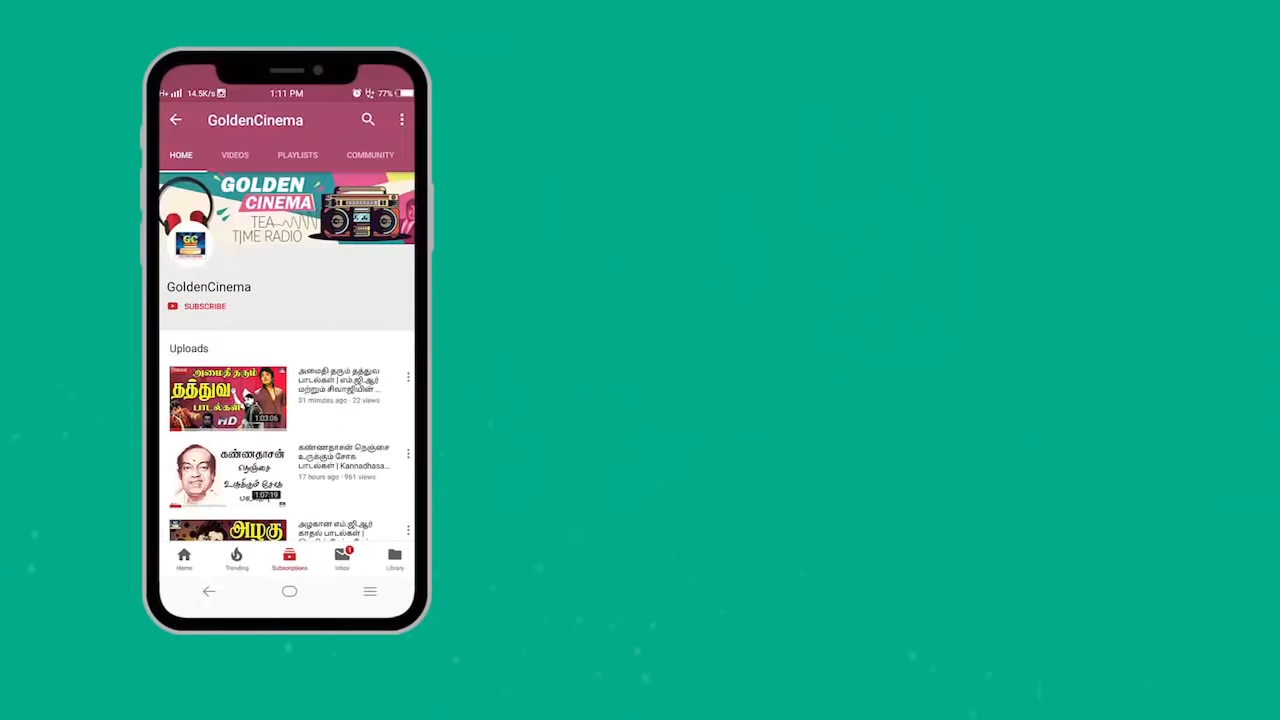 H+ 14.5K/s 1:11 PM 77%
GoldenCinema
HOME VIDEOS PLAYLISTS COMMUNITY
GOLDEN
CINEMA
TEA
TIME RADIO
GC
GoldenCinema
SUBSCRIBE
Uploads
அமைதி தரும்
தத்துவ
பாடல்கள்
HD
1:03:06
அமைதி தரும் தத்துவ
பாடல்கள் | எம்.ஜி.ஆர்
மற்றும் சிவாஜியின் ...
31 minutes ago · 22 views
கண்ணதாசன்
நெஞ்சை
உருக்கும் சோக
1:07:19
கண்ணதாசன் நெஞ்சை
உருக்கும் சோக
பாடல்கள் | Kannadhasa...
17 hours ago · 961 views
அழகு
அழகான எம்.ஜி.ஆர்
காதல் பாடல்கள் |
1
Home Trending Subscriptions Inbox Library